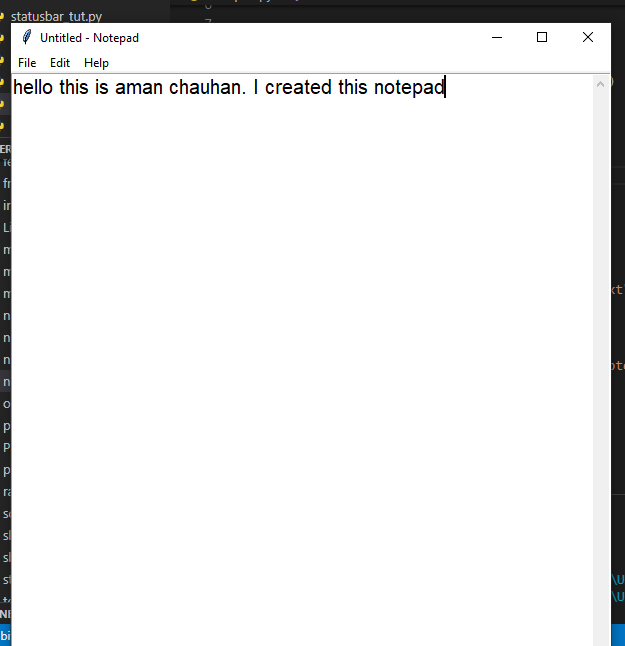 statusbar_tut.py
Untitled - Notepad
File Edit Help
hello this is aman chauhan. I created this notepad